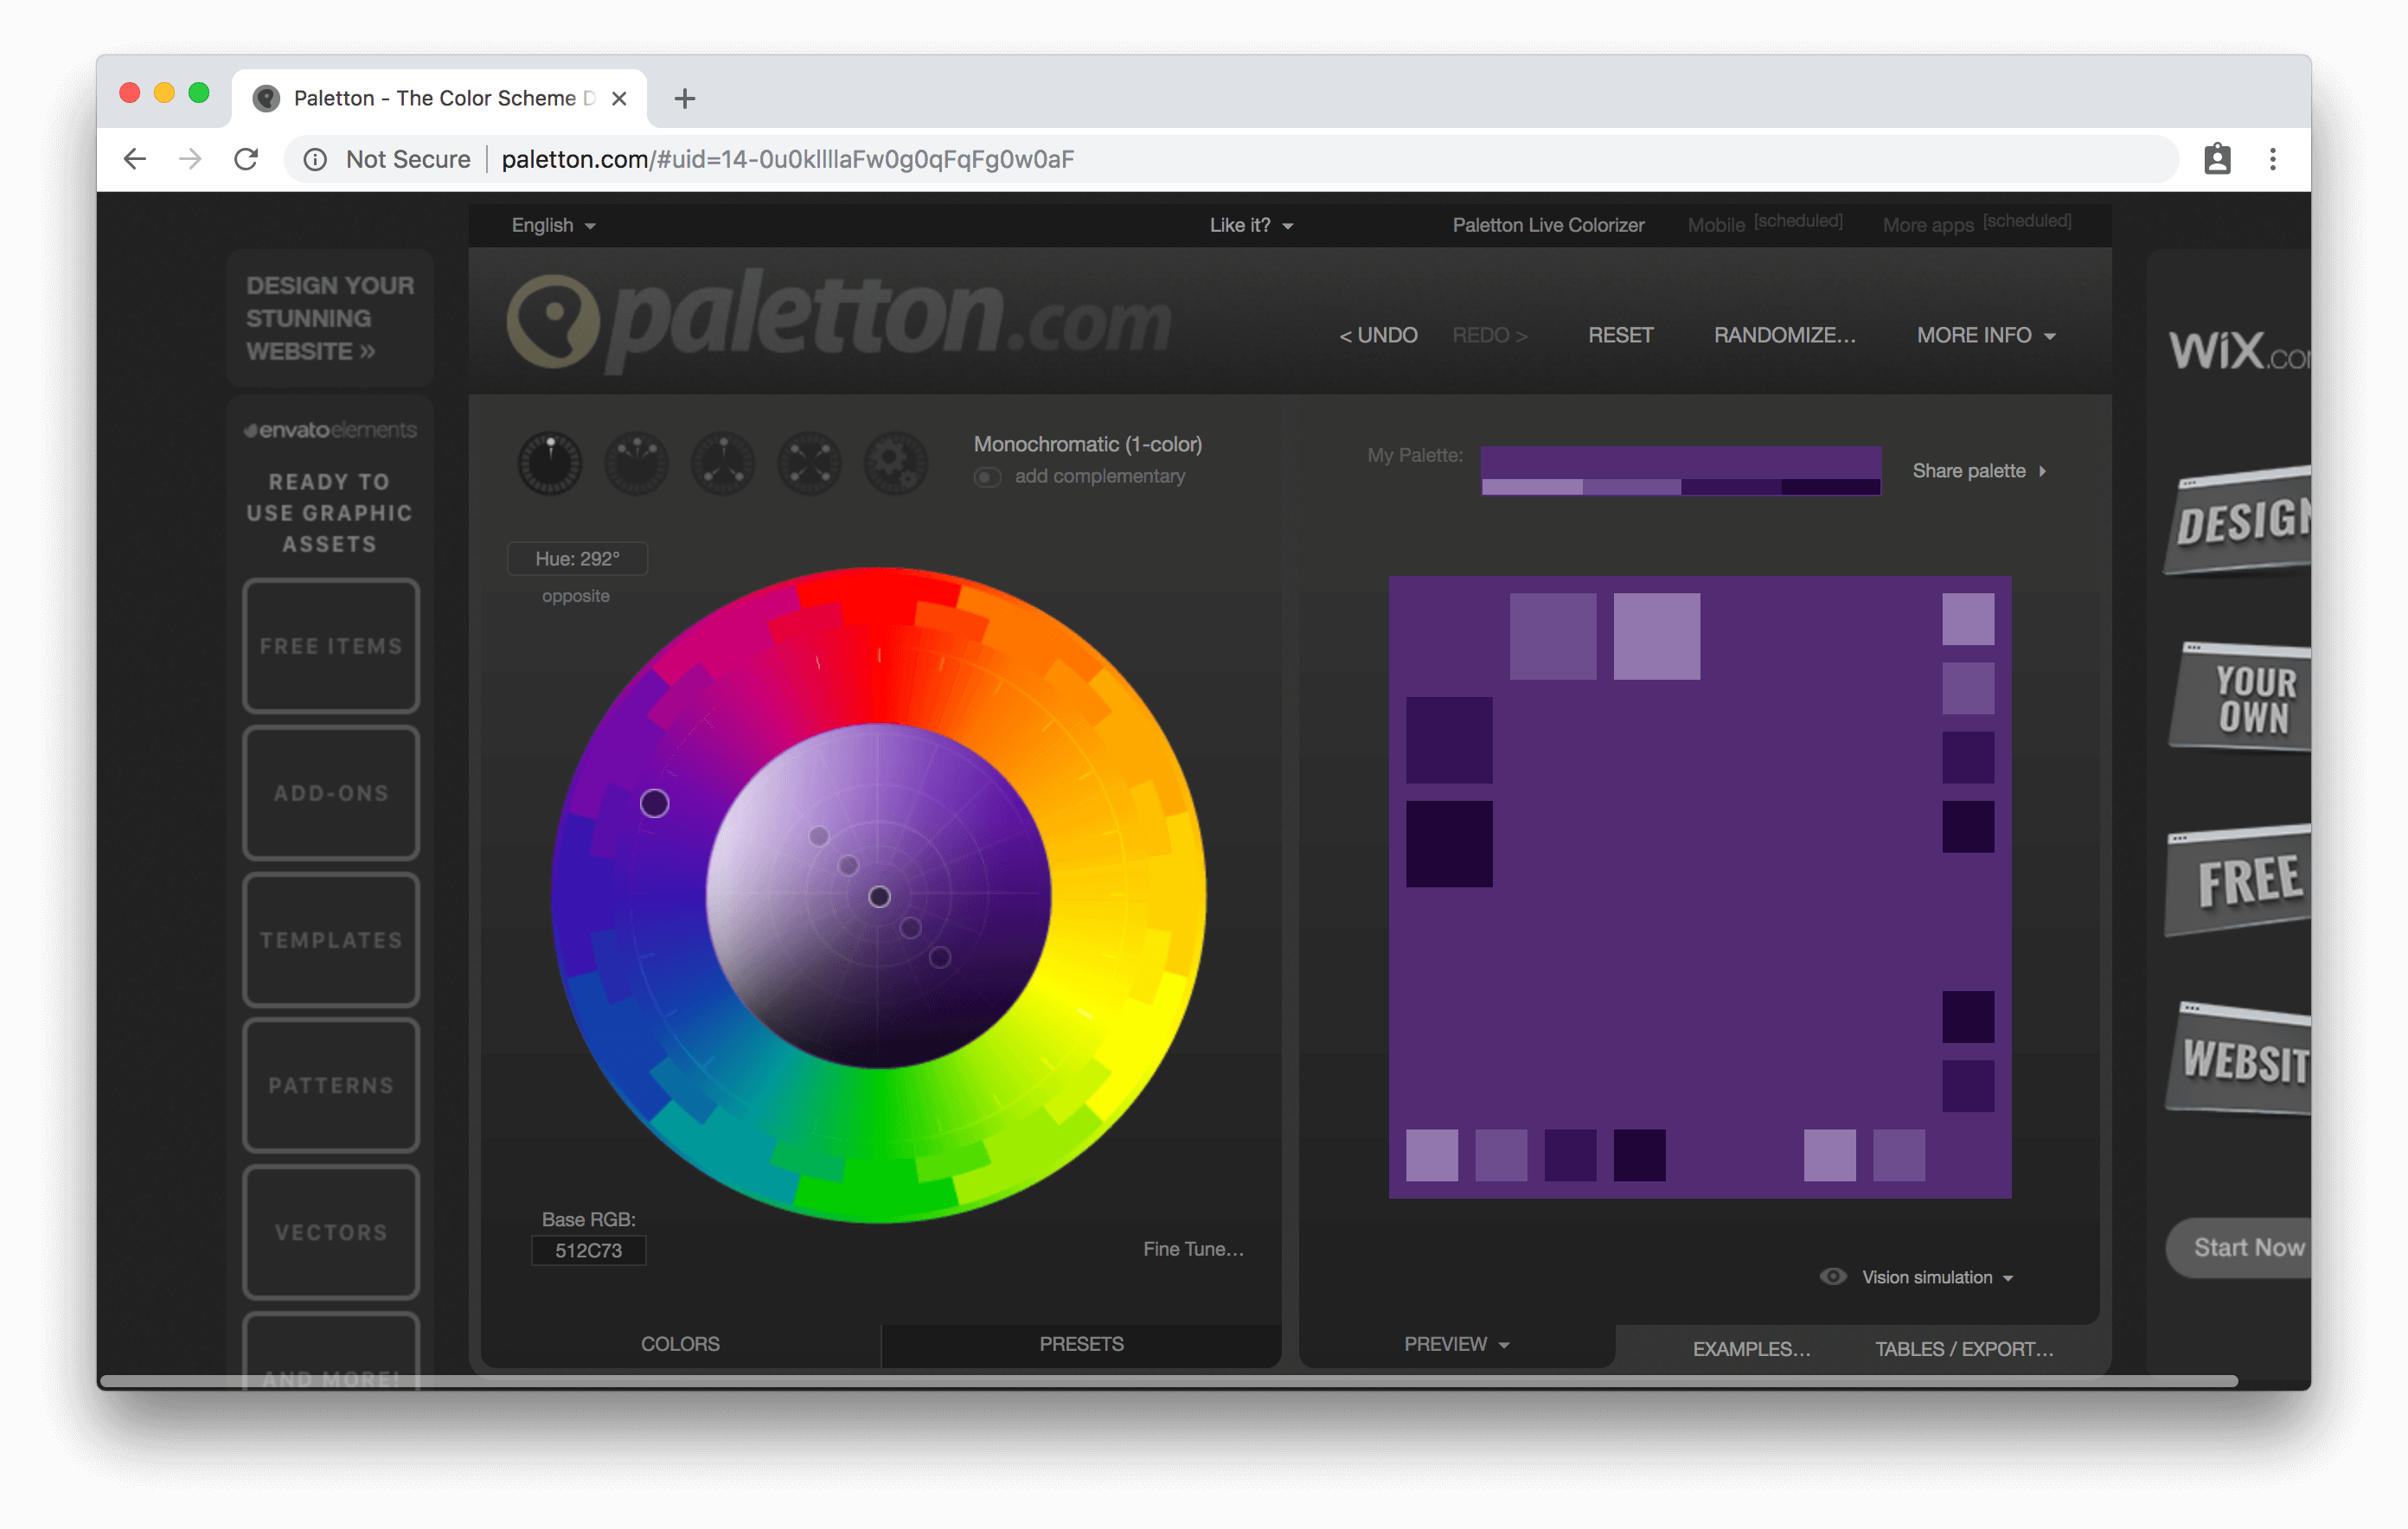 Paletton - The Color Scheme D
Not Secure | paletton.com/#uid=14-0u0kllllaFw0g0qFqFg0w0aF
English
Like it?
Paletton Live Colorizer
Mobile [scheduled]
More apps [scheduled]
DESIGN YOUR
STUNNING
WEBSITE »
paletton.com
< UNDO
REDO >
RESET
RANDOMIZE...
MORE INFO
WiX.com
envatoelements
READY TO
USE GRAPHIC
ASSETS
FREE ITEMS
ADD-ONS
TEMPLATES
PATTERNS
VECTORS
AND MORE!
Monochromatic (1-color)
add complementary
Hue: 292°
opposite
Base RGB:
512C73
Fine Tune...
COLORS
PRESETS
My Palette:
Share palette
Vision simulation
PREVIEW
EXAMPLES...
TABLES / EXPORT...
DESIGN
YOUR
OWN
FREE
WEBSIT
Start Now